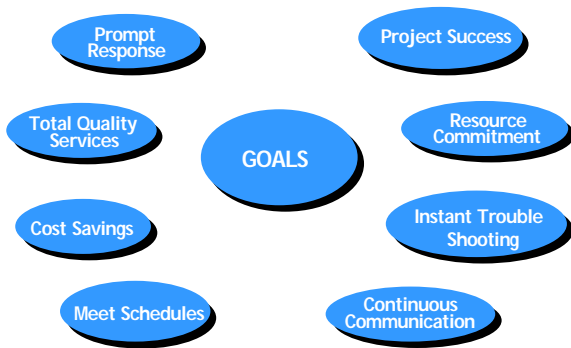 Prompt
Response
Project Success
Total Quality
Services
Resource
Commitment
GOALS
Cost Savings
Instant Trouble
Shooting
Meet Schedules
Continuous
Communication